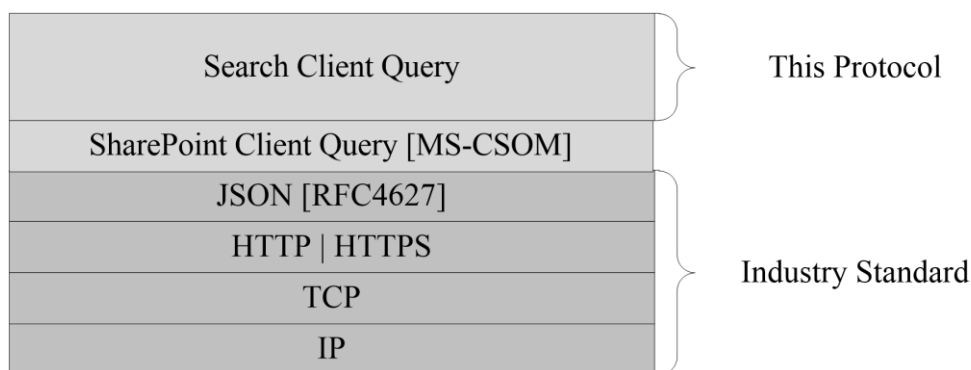 Search Client Query
This Protocol
SharePoint Client Query [MS-CSOM]
JSON [RFC4627]
HTTP | HTTPS
Industry Standard
TCP
IP